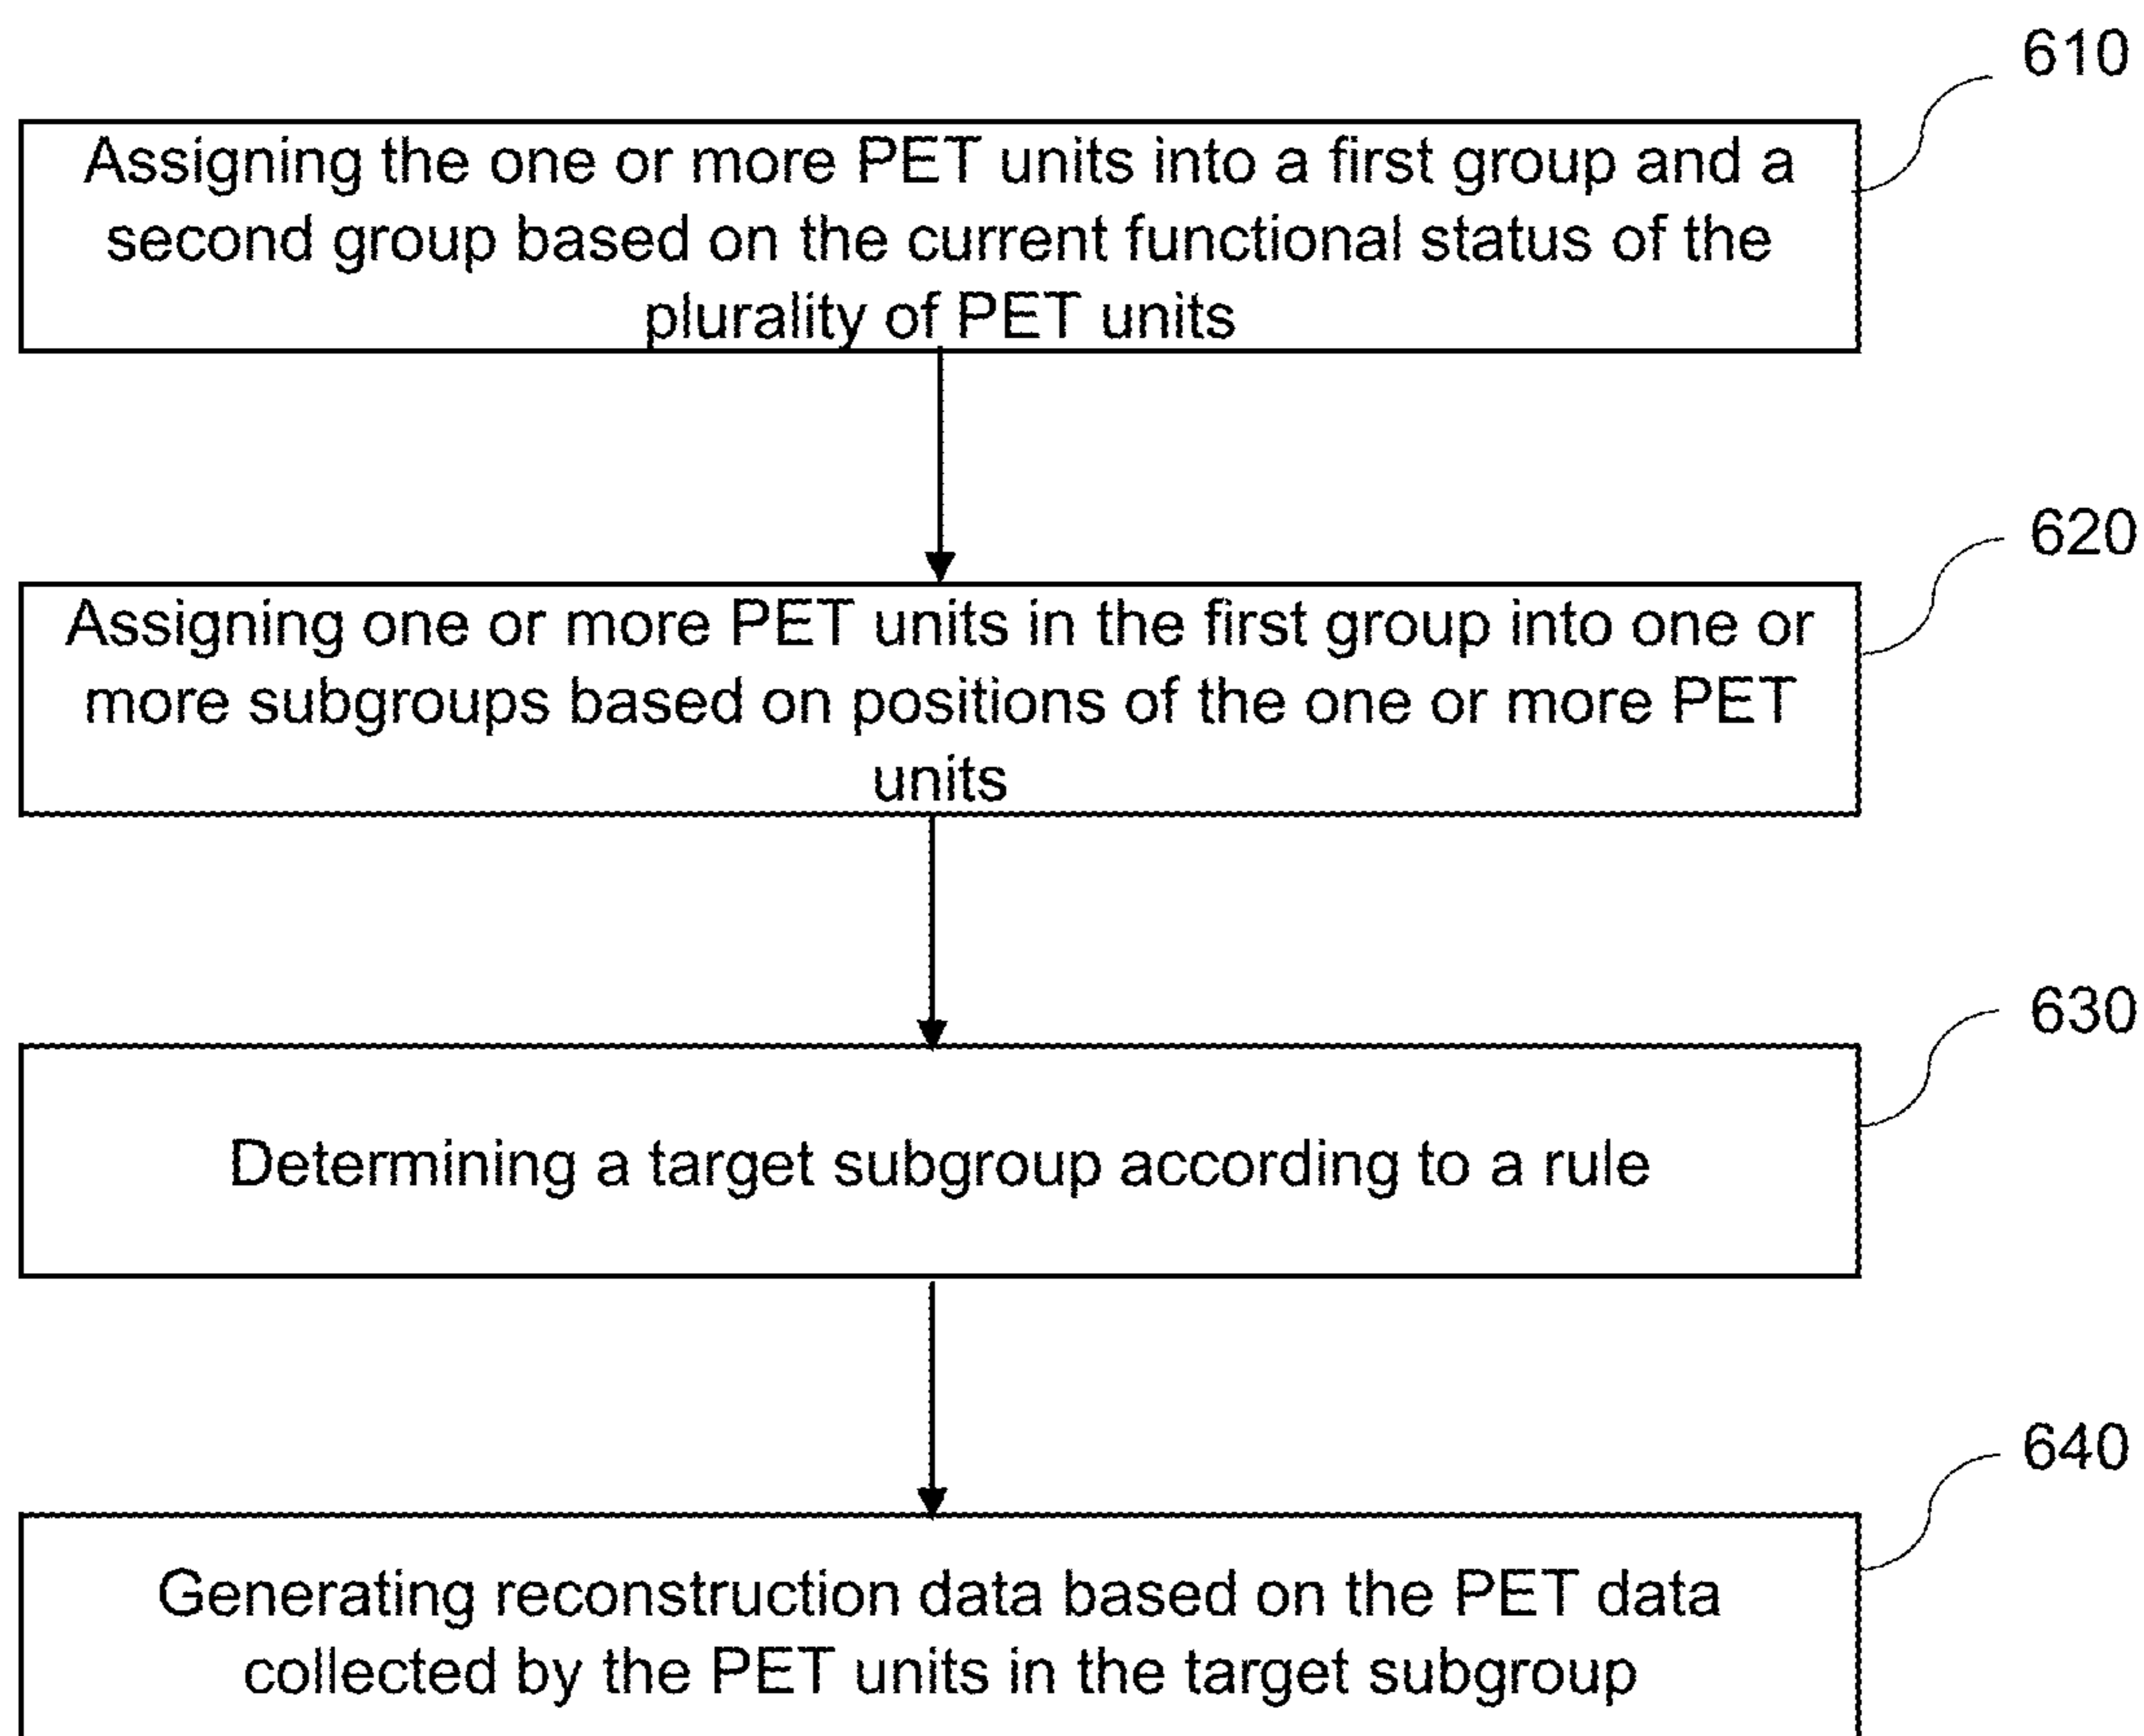 610
Assigning the one or more PET units into a first group and a
second group based on the current functional status of the
plurality of PET units
620
Assigning one or more PET units in the first group into one or
more subgroups based on positions of the one or more PET
units
630
Determining a target subgroup according to a rule
640
Generating reconstruction data based on the PET data
collected by the PET units in the target subgroup